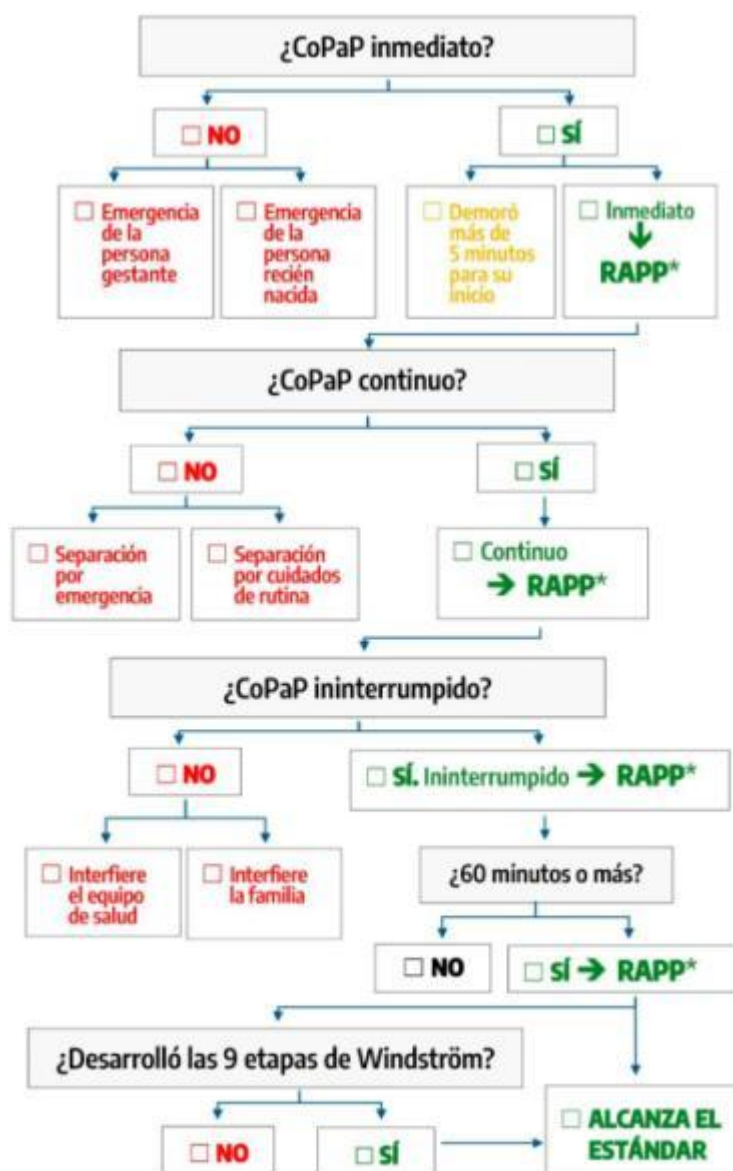 ¿CoPaP inmediato?
☐ NO
☐ SÍ
☐ Emergencia
de la
persona
gestante
☐ Emergencia
de la
persona
recién
nacida
☐ Demoró
más de
5 minutos
para su
inicio
☐ Inmediato
↓
RAPP*
¿CoPaP continuo?
☐ NO
☐ SÍ
☐ Separación
por
emergencia
☐ Separación
por cuidados
de rutina
☐ Continuo
→ RAPP*
¿CoPaP ininterrumpido?
☐ NO
☐ SÍ. Ininterrumpido → RAPP*
☐ Interfiere
el equipo
de salud
☐ Interfiere
la familia
¿60 minutos o más?
☐ NO
☐ SÍ → RAPP*
¿Desarrolló las 9 etapas de Windström?
☐ NO
☐ SÍ
☐ ALCANZA EL
ESTÁNDAR